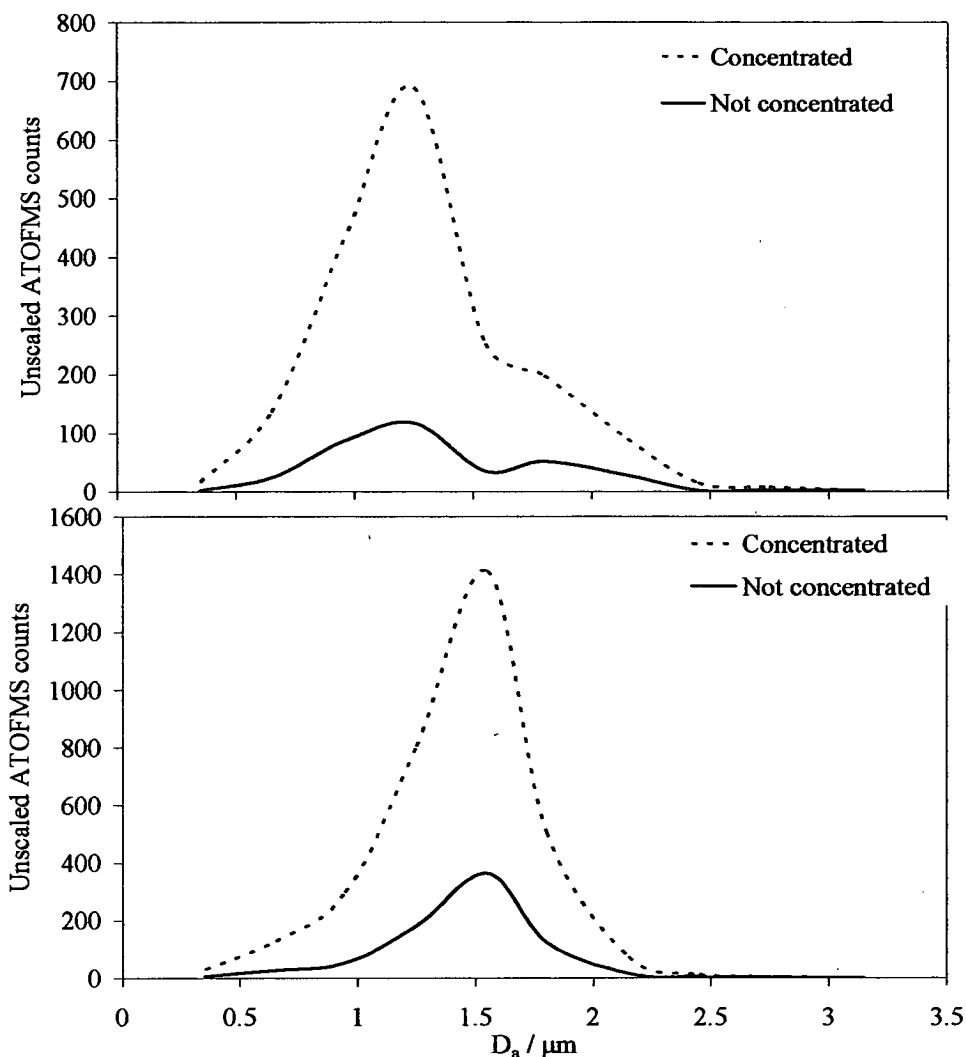 800
700
600
500
400
300
200
100
0
Unscaled ATOFMS counts
Concentrated
Not concentrated
1600
1400
1200
1000
800
600
400
200
0
Unscaled ATOFMS counts
Concentrated
Not concentrated
0 0.5 1 1.5 2 2.5 3 3.5
Da / μm